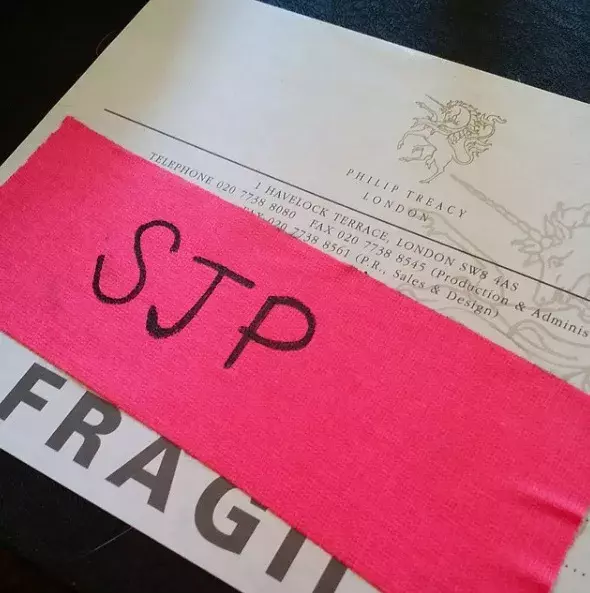 PHILIP TREACY
LONDON
1 HAVELOCK TERRACE, LONDON SW8 4AS
TELEPHONE 020 7738 8080 FAX 020 7738 8545 (Production & Adminis
FAX 020 7738 8561 (P.R., Sales & Design)
SJP
FRAGIL